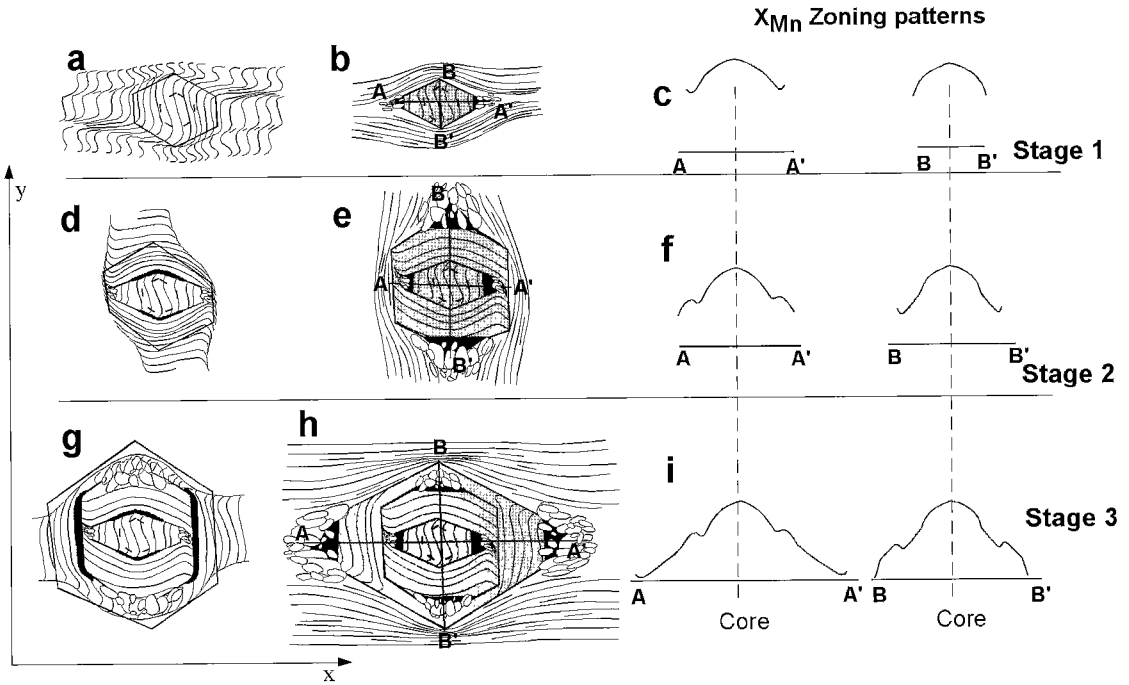 X_Mn Zoning patterns
a
b
B
A
A'
B'
c
A A' B B'
Stage 1
y
d
e
B
A A'
B'
f
A A' B B'
Stage 2
g
h
B
A A'
B'
i
Stage 3
A A' B B'
Core Core
x